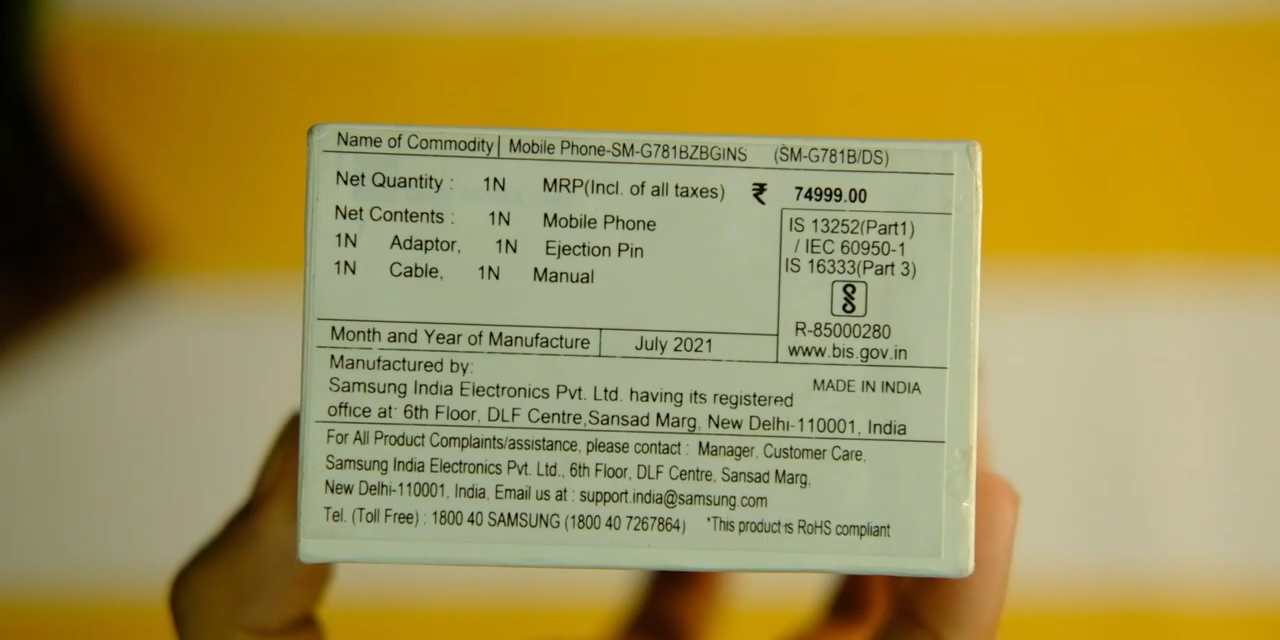 Name of Commodity Mobile Phone-SM-G781BZBGINS (SM-G781B/DS)
Net Quantity : 1N MRP(Incl. of all taxes) ₹ 74999.00
Net Contents : 1N Mobile Phone
1N Adaptor, 1N Ejection Pin
1N Cable, 1N Manual
IS 13252(Part1)
/ IEC 60950-1
IS 16333(Part 3)
R-85000280
www.bis.gov.in
Month and Year of Manufacture July 2021
Manufactured by:
MADE IN INDIA
Samsung India Electronics Pvt. Ltd. having its registered
office at: 6th Floor, DLF Centre,Sansad Marg, New Delhi-110001, India
For All Product Complaints/assistance, please contact : Manager, Customer Care,
Samsung India Electronics Pvt. Ltd., 6th Floor, DLF Centre, Sansad Marg,
New Delhi-110001, India, Email us at : support.india@samsung.com
Tel. (Toll Free) : 1800 40 SAMSUNG (1800 40 7267864) *This product is RoHS compliant